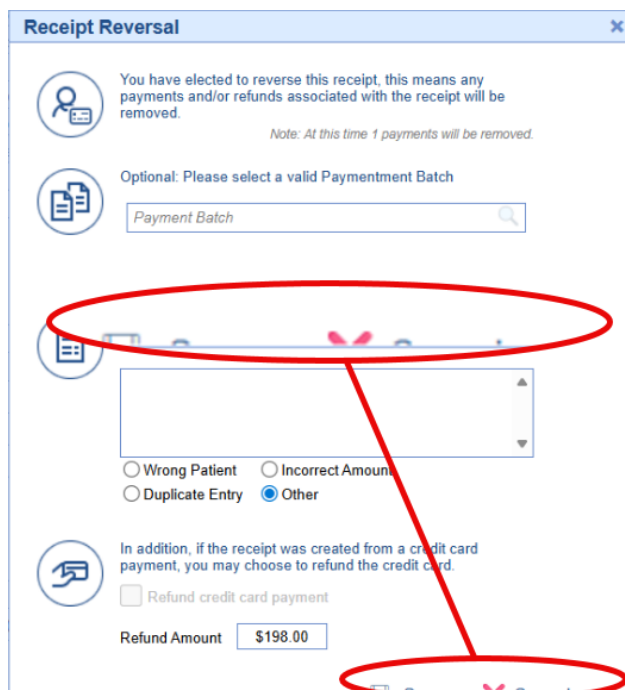 Receipt Reversal
You have elected to reverse this receipt, this means any
payments and/or refunds associated with the receipt will be
removed.
Note: At this time 1 payments will be removed.
Optional: Please select a valid Paymentment Batch
Payment Batch
Wrong Patient Incorrect Amount
Duplicate Entry Other
In addition, if the receipt was created from a credit card
payment, you may choose to refund the credit card.
Refund credit card payment
Refund Amount $198.00